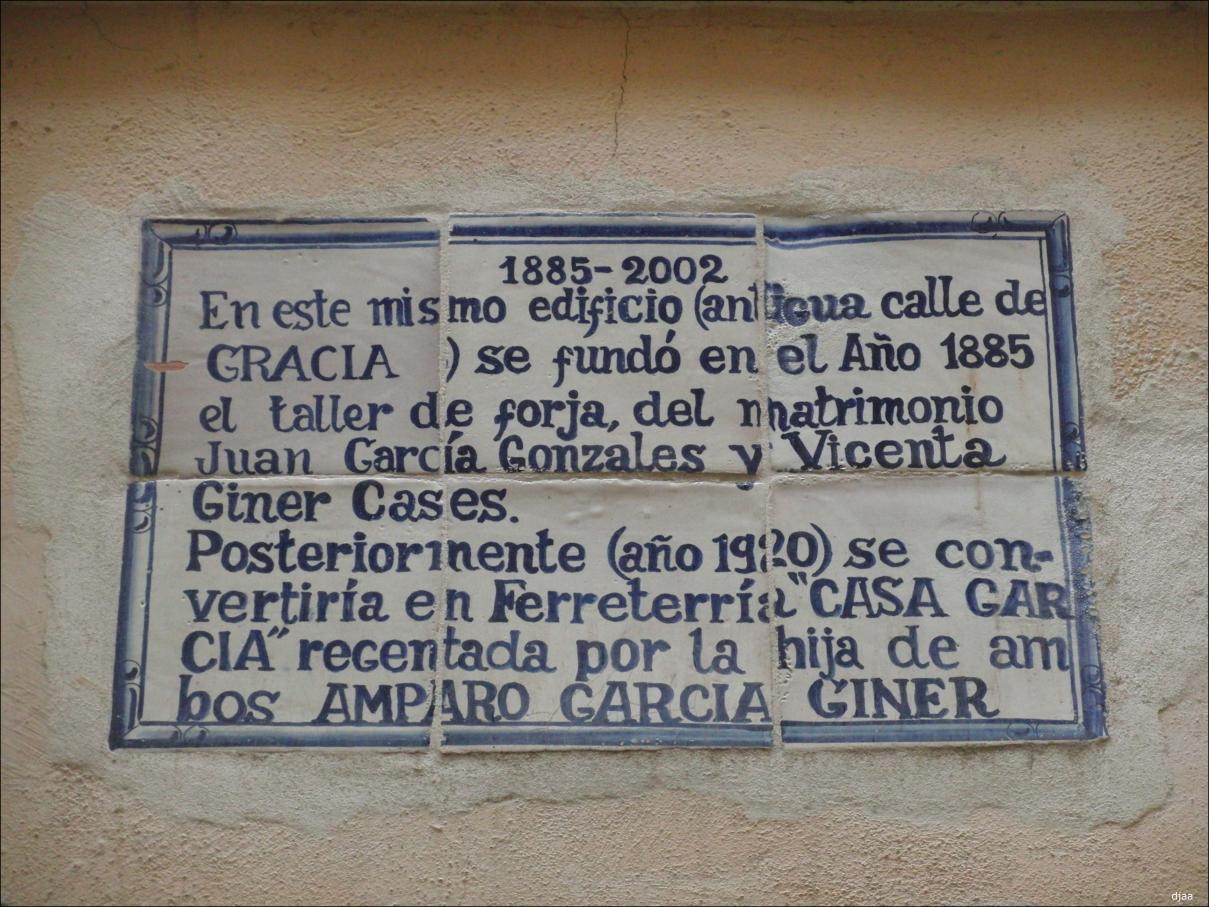 1885-2002
En este mismo edificio (antigua calle de
GRACIA ) se fundó en el Año 1885
el taller de forja, del matrimonio
Juan García Gonzales y Vicenta
Giner Cases.
Posteriormente (año 1920) se con-
vertiría en Ferreterría "CASA GAR
CIA" regentada por la hija de am
bos AMPARO GARCIA GINER
djaa